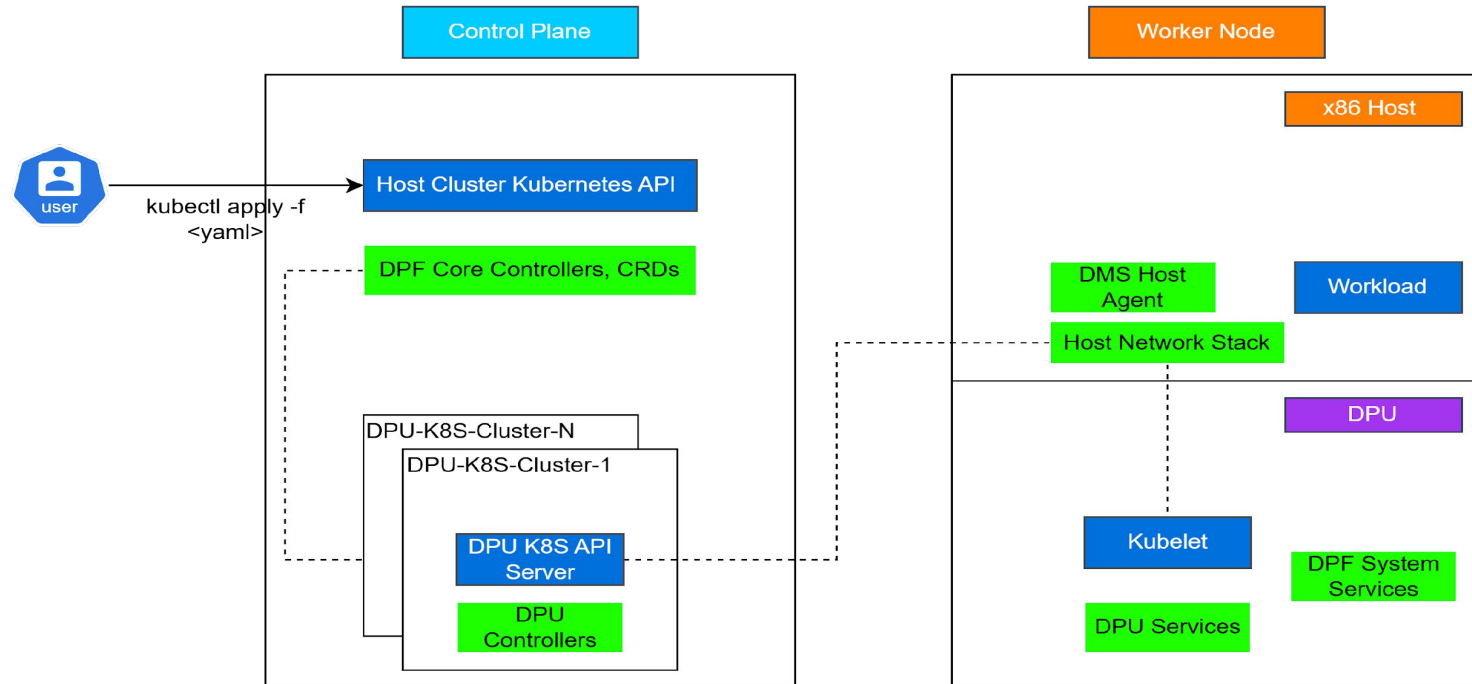 Control Plane
Worker Node
x86 Host
user
kubectl apply -f
<yaml>
Host Cluster Kubernetes API
DPF Core Controllers, CRDs
DMS Host
Agent
Workload
Host Network Stack
DPU-K8S-Cluster-N
DPU-K8S-Cluster-1
DPU K8S API
Server
DPU
Controllers
DPU
Kubelet
DPF System
Services
DPU Services